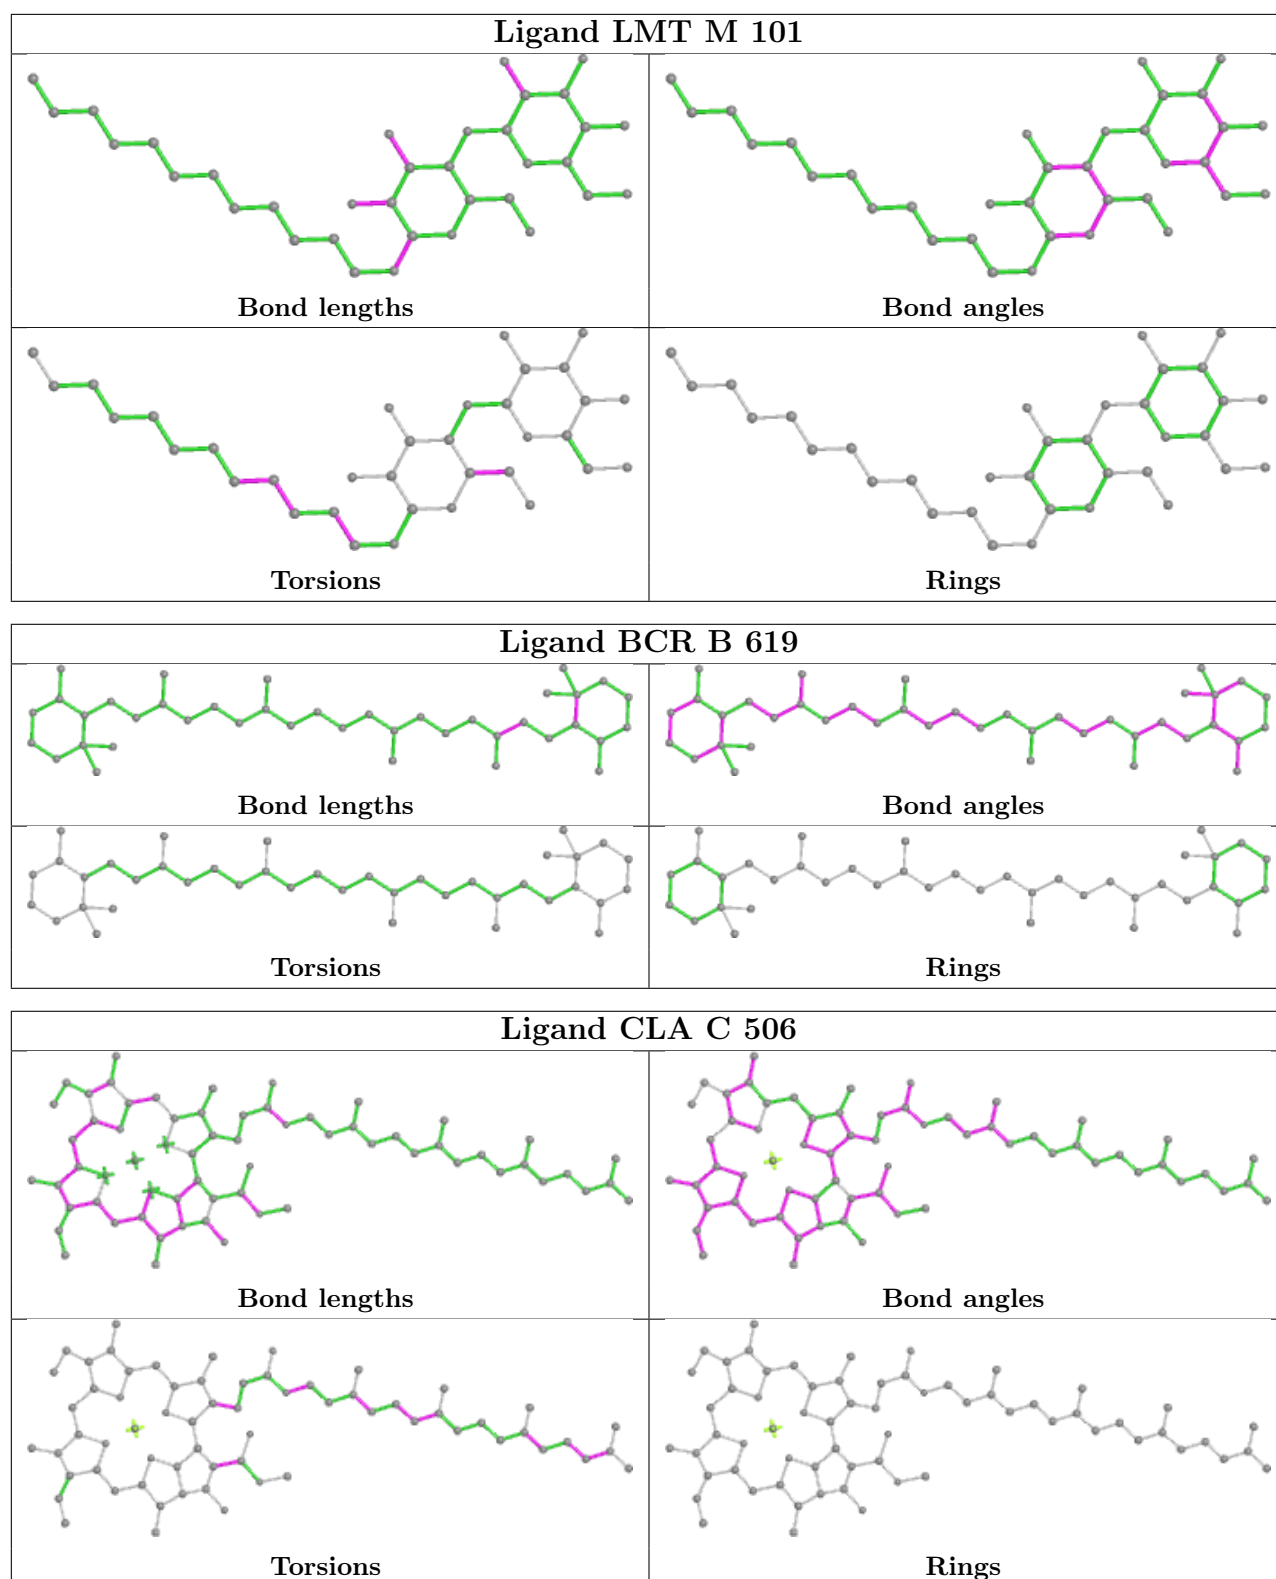 Ligand LMT M 101
Bond lengths
Bond angles
Torsions
Rings
Ligand BCR B 619
Bond lengths
Bond angles
Torsions
Rings
Ligand CLA C 506
Bond lengths
Bond angles
Torsions
Rings